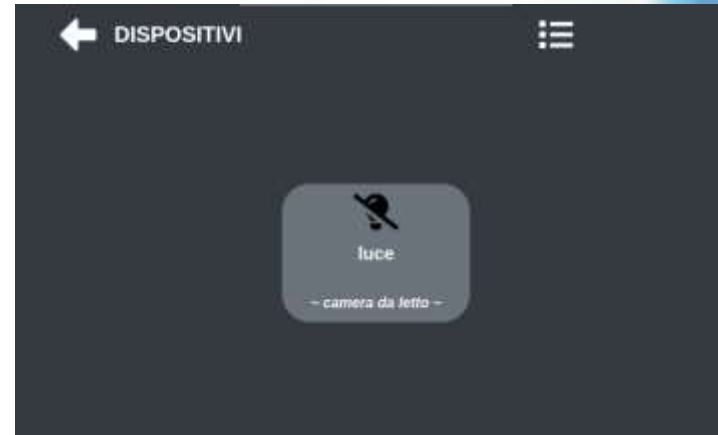 DISPOSITIVI
luce
~ camera da letto ~